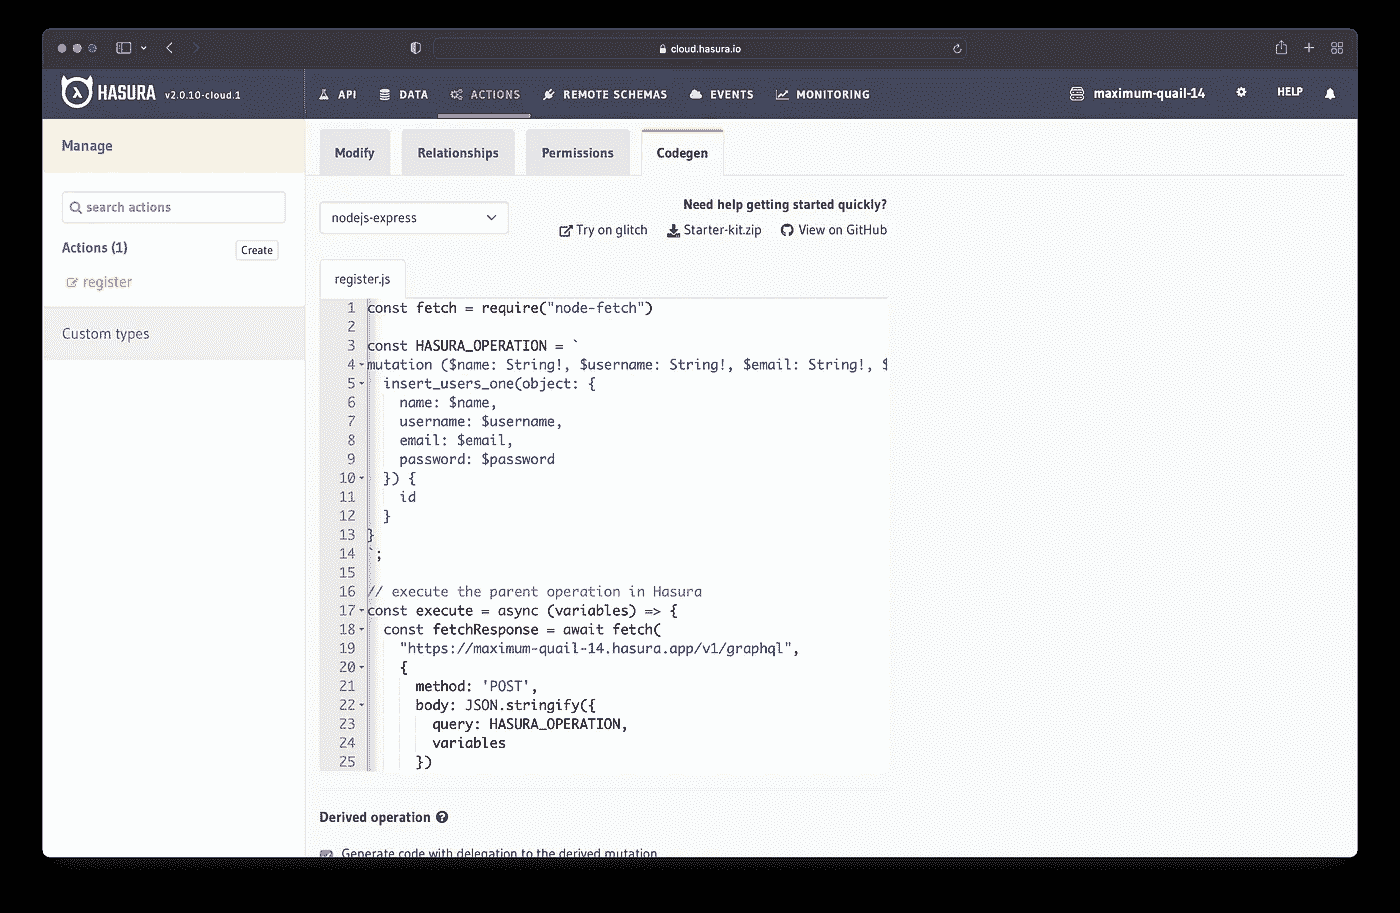 cloud.hasura.io
HASURA v2.0.10-cloud.1
API DATA ACTIONS REMOTE SCHEMAS EVENTS MONITORING maximum-quail-14 HELP
Manage
Modify Relationships Permissions Codegen
search actions
Actions (1) Create
register
Custom types
nodejs-express
Need help getting started quickly?
Try on glitch Starter-kit.zip View on GitHub
register.js
1 const fetch = require("node-fetch")
2
3 const HASURA_OPERATION = `
4 mutation ($name: String!, $username: String!, $email: String!, $
5 insert_users_one(object: {
6 name: $name,
7 username: $username,
8 email: $email,
9 password: $password
10 }) {
11 id
12 }
13 }
14 `;
15
16 // execute the parent operation in Hasura
17 const execute = async (variables) => {
18 const fetchResponse = await fetch(
19 "https://maximum-quail-14.hasura.app/v1/graphql",
20 {
21 method: 'POST',
22 body: JSON.stringify({
23 query: HASURA_OPERATION,
24 variables
25 })
Derived operation
Generate code with delegation to the derived mutation